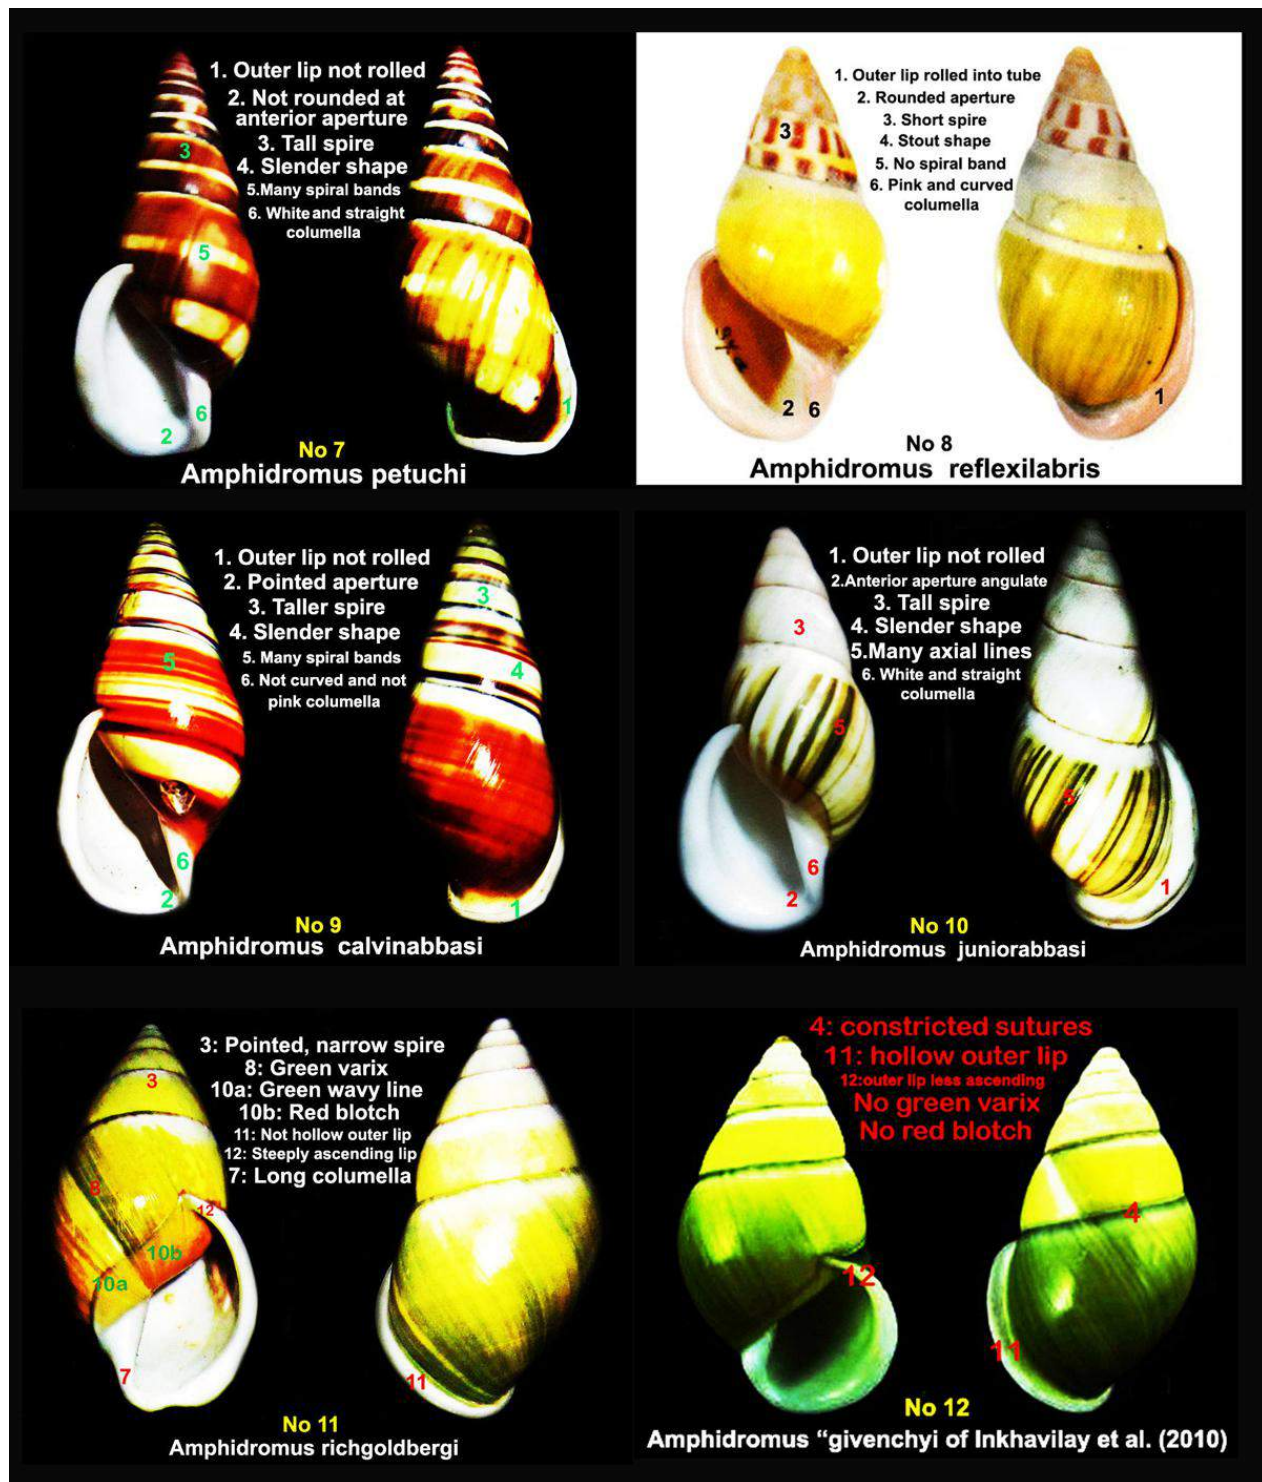 1. Outer lip not rolled
2. Not rounded at
anterior aperture
3. Tall spire
4. Slender shape
5.Many spiral bands
6. White and straight
columella
3
5
6
2
1
No 7
Amphidromus petuchi
1. Outer lip rolled into tube
2. Rounded aperture
3. Short spire
4. Stout shape
5. No spiral band
6. Pink and curved
columella
3
2
6
1
No 8
Amphidromus reflexilabris
1. Outer lip not rolled
2. Pointed aperture
3. Taller spire
4. Slender shape
5. Many spiral bands
6. Not curved and not
pink columella
3
5
4
6
2
1
No 9
Amphidromus calvinabbasi
1. Outer lip not rolled
2.Anterior aperture angulate
3. Tall spire
4. Slender shape
5.Many axial lines
6. White and straight
columella
3
5
5
6
2
1
No 10
Amphidromus juniorabbasi
3: Pointed, narrow spire
8: Green varix
10a: Green wavy line
10b: Red blotch
11: Not hollow outer lip
12: Steeply ascending lip
7: Long columella
3
8
12
10b
10a
7
11
No 11
Amphidromus richgoldbergi
4: constricted sutures
11: hollow outer lip
12:outer lip less ascending
No green varix
No red blotch
4
12
11
No 12
Amphidromus “givenchyi of Inkhavilay et al. (2010)